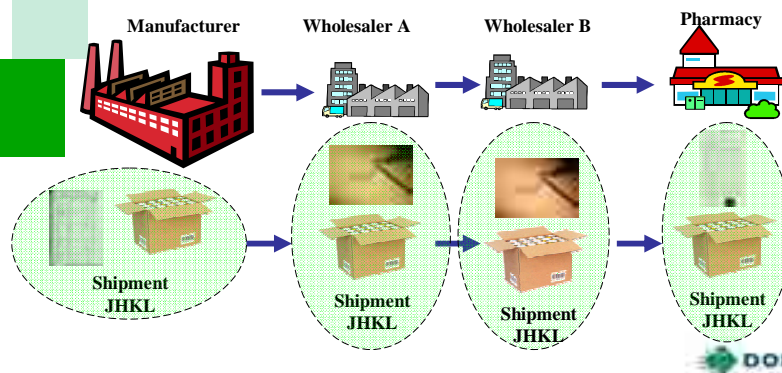 Manufacturer
Wholesaler A
Wholesaler B
Pharmacy
Shipment
JHKL
Shipment
JHKL
Shipment
JHKL
Shipment
JHKL